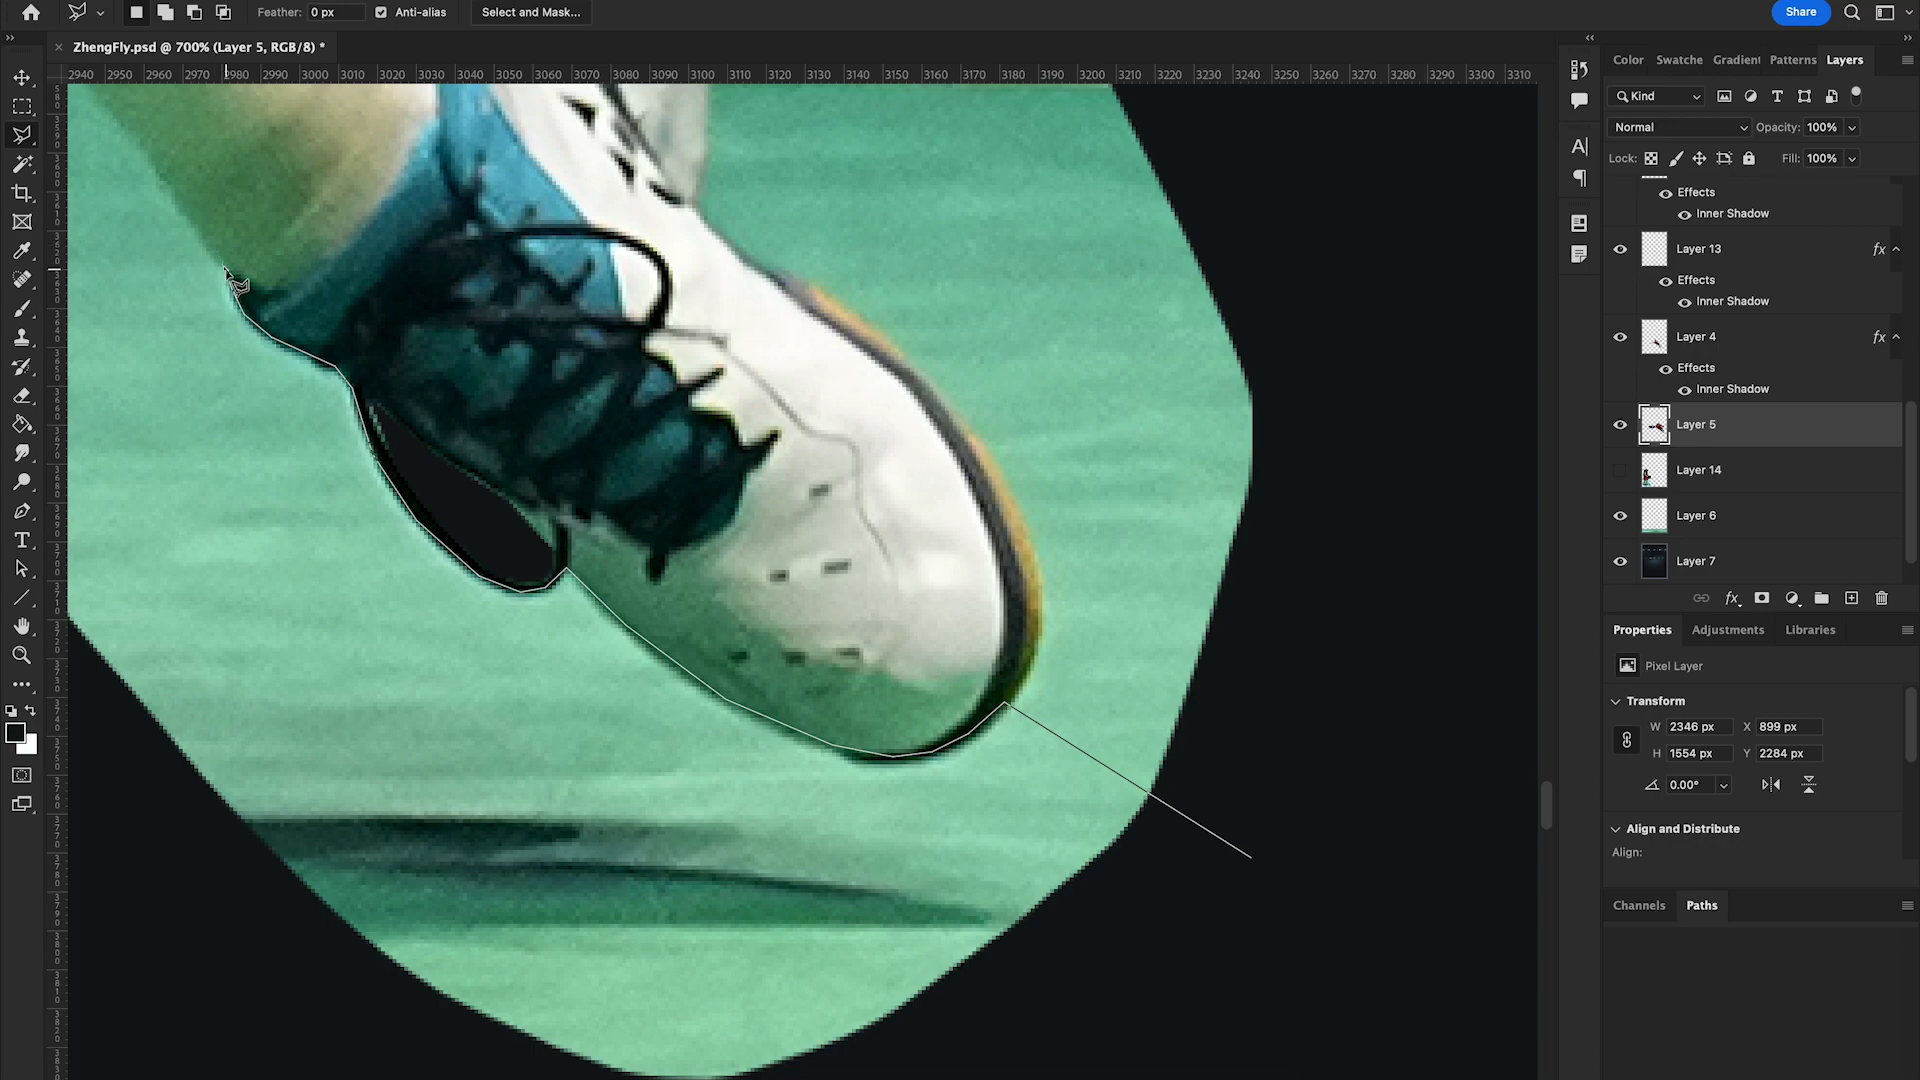 Feather: 0 px Anti-alias Select and Mask... Share
ZhengFly.psd @ 700% (Layer 5, RGB/8) *
2940 2950 2960 2970 2980 2990 3000 3010 3020 3030 3040 3050 3060 3070 3080 3090 3100 3110 3120 3130 3140 3150 3160 3170 3180 3190 3200 3210 3220 3230 3240 3250 3260 3270 3280 3290 3300 3310
Color Swatche Gradient Patterns Layers
Kind
Normal Opacity: 100%
Lock: Fill: 100%
Effects
Inner Shadow
Layer 13 fx
Effects
Inner Shadow
Layer 4 fx
Effects
Inner Shadow
Layer 5
Layer 14
Layer 6
Layer 7
fx
Properties Adjustments Libraries
Pixel Layer
Transform
W 2346 px X 899 px
H 1554 px Y 2284 px
0.00°
Align and Distribute
Align:
Channels Paths